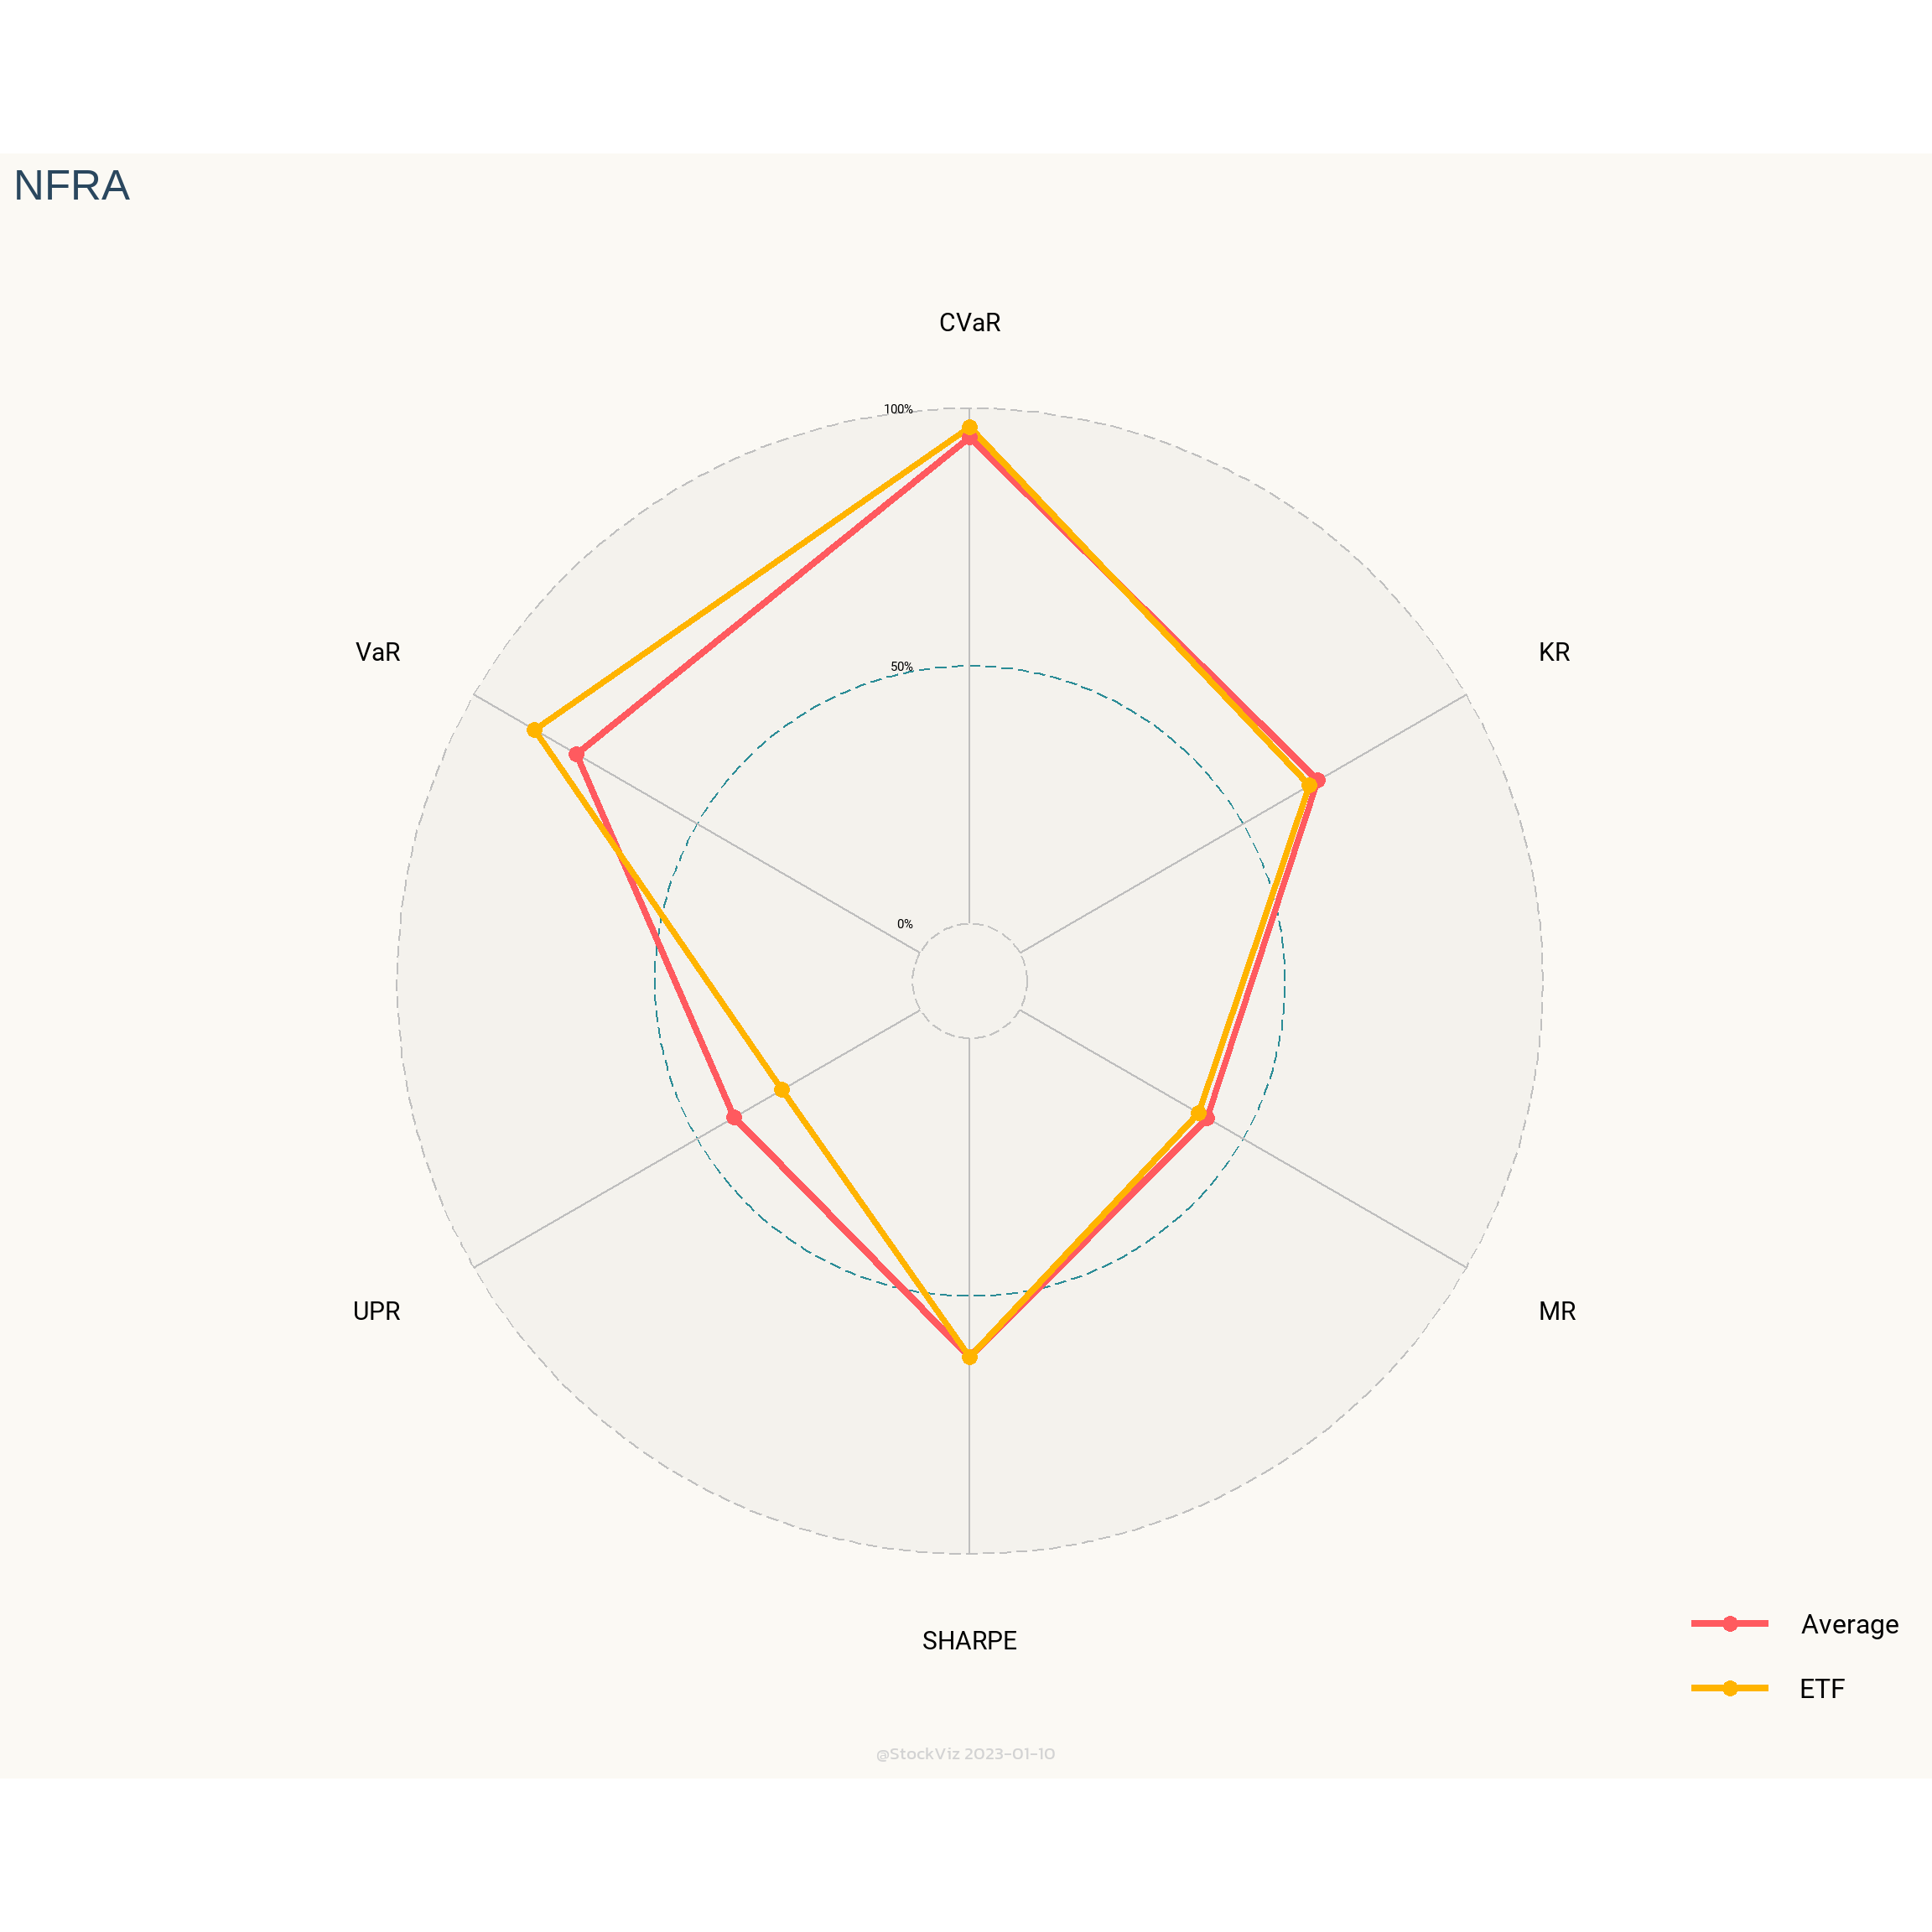 NFRA
CVaR
100%
VaR
KR
50%
0%
UPR
MR
SHARPE
Average
ETF
@StockViz 2023-01-10